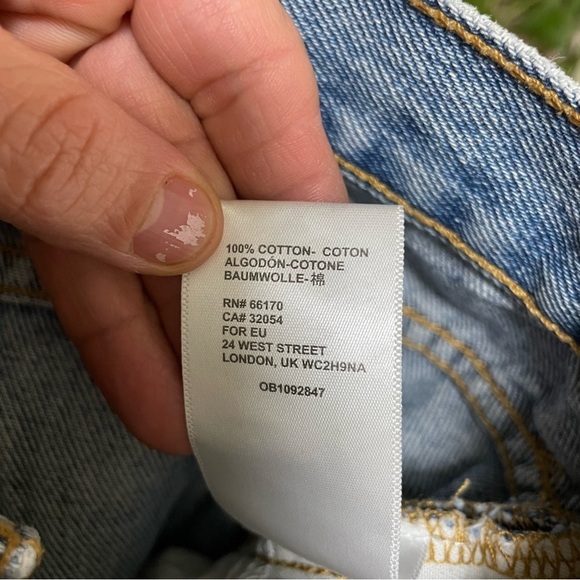 100% COTTON- COTON
ALGODÓN-COTONE
BAUMWOLLE-棉
RN# 66170
CA# 32054
FOR EU
24 WEST STREET
LONDON, UK WC2H9NA
OB1092847